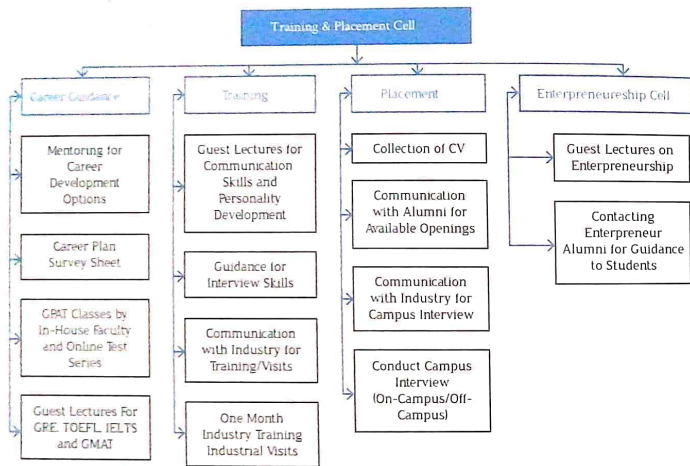 Training & Placement Cell
Career Guidance
Mentoring for
Career
Development
Options
Career Plan
Survey Sheet
GPAT Classes by
In-House Faculty
and Online Test
Series
Guest Lectures For
GRE, TOEFL, IELTS
and GMAT
Training
Guest Lectures for
Communication
Skills and
Personality
Development
Guidance for
Interview Skills
Communication
with Industry for
Training/Visits
One Month
Industry Training
Industrial Visits
Placement
Collection of CV
Communication
with Alumni for
Available Openings
Communication
with Industry for
Campus Interview
Conduct Campus
Interview
(On-Campus/Off-
Campus)
Enterpreneureship Cell
Guest Lectures on
Enterpreneurship
Contacting
Enterpreneur
Alumni for Guidance
to Students